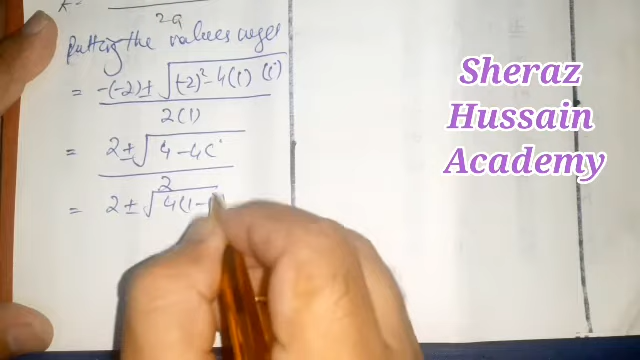 2a
Putting the values we get
= -(-2) ± √(-2)² - 4(1) (i)
2(1)
= 2 ± √4 - 4i
2
= 2 ± √4(1-
Sheraz
Hussain
Academy